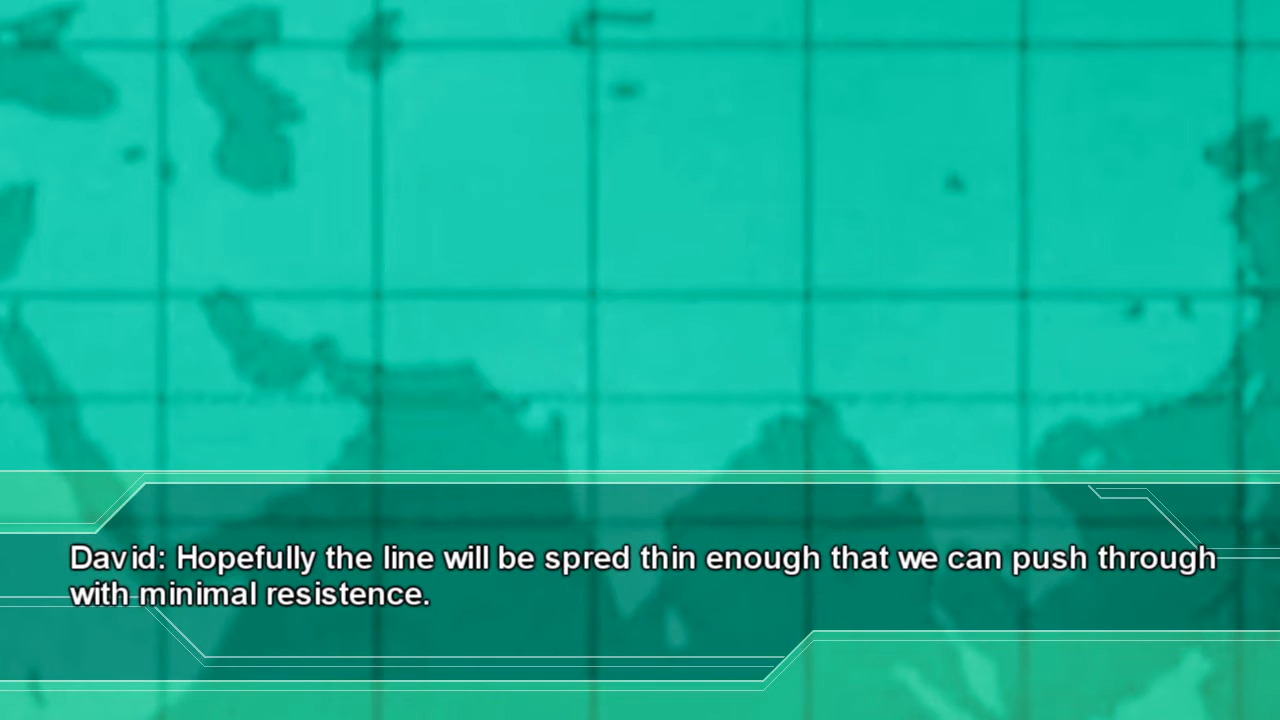 David: Hopefully the line will be spred thin enough that we can push through
with minimal resistence.